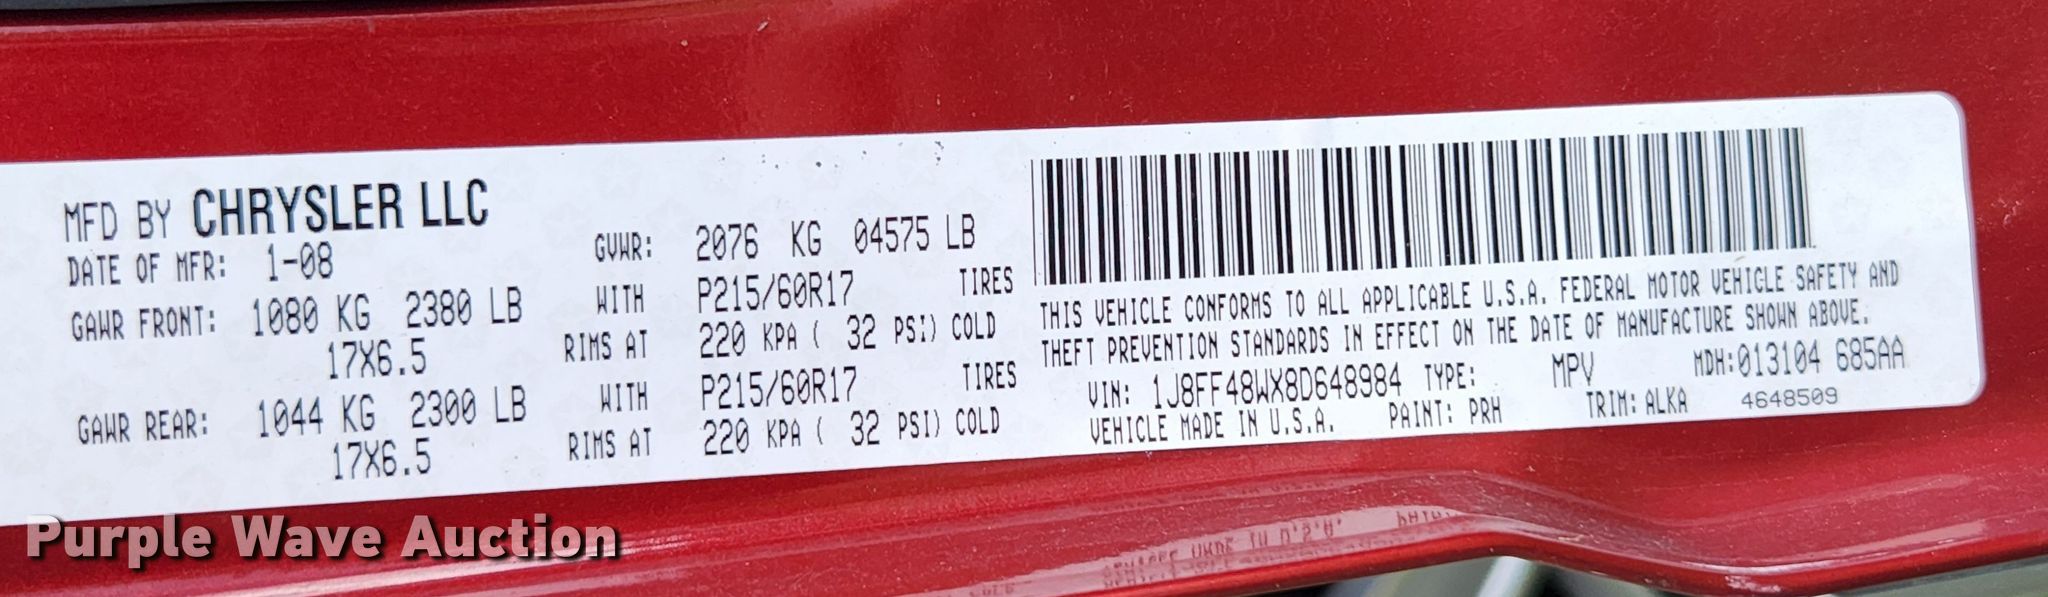 MFD BY CHRYSLER LLC
DATE OF MFR: 1-08
GVWR: 2076 KG 04575 LB
GAWR FRONT: 1080 KG 2380 LB WITH P215/60R17 TIRES
17X6.5 RIMS AT 220 KPA ( 32 PSI) COLD
GAWR REAR: 1044 KG 2300 LB WITH P215/60R17 TIRES
17X6.5 RIMS AT 220 KPA ( 32 PSI) COLD
THIS VEHICLE CONFORMS TO ALL APPLICABLE U.S.A. FEDERAL MOTOR VEHICLE SAFETY AND
THEFT PREVENTION STANDARDS IN EFFECT ON THE DATE OF MANUFACTURE SHOWN ABOVE.
VIN: 1J8FF48WX8D648984 TYPE: MPV MDH:013104 685AA
VEHICLE MADE IN U.S.A. PAINT: PRH TRIM: ALKA 4648509
Purple Wave Auction